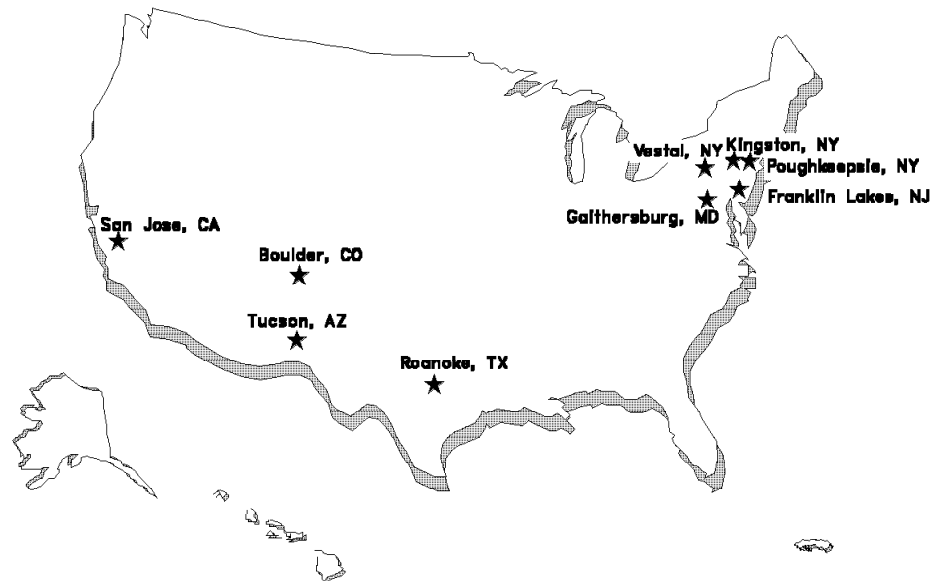 Vestal, NY
Kingston, NY
Poughkeepsie, NY
Franklin Lakes, NJ
Gaithersburg, MD
San Jose, CA
Boulder, CO
Tucson, AZ
Roanoke, TX